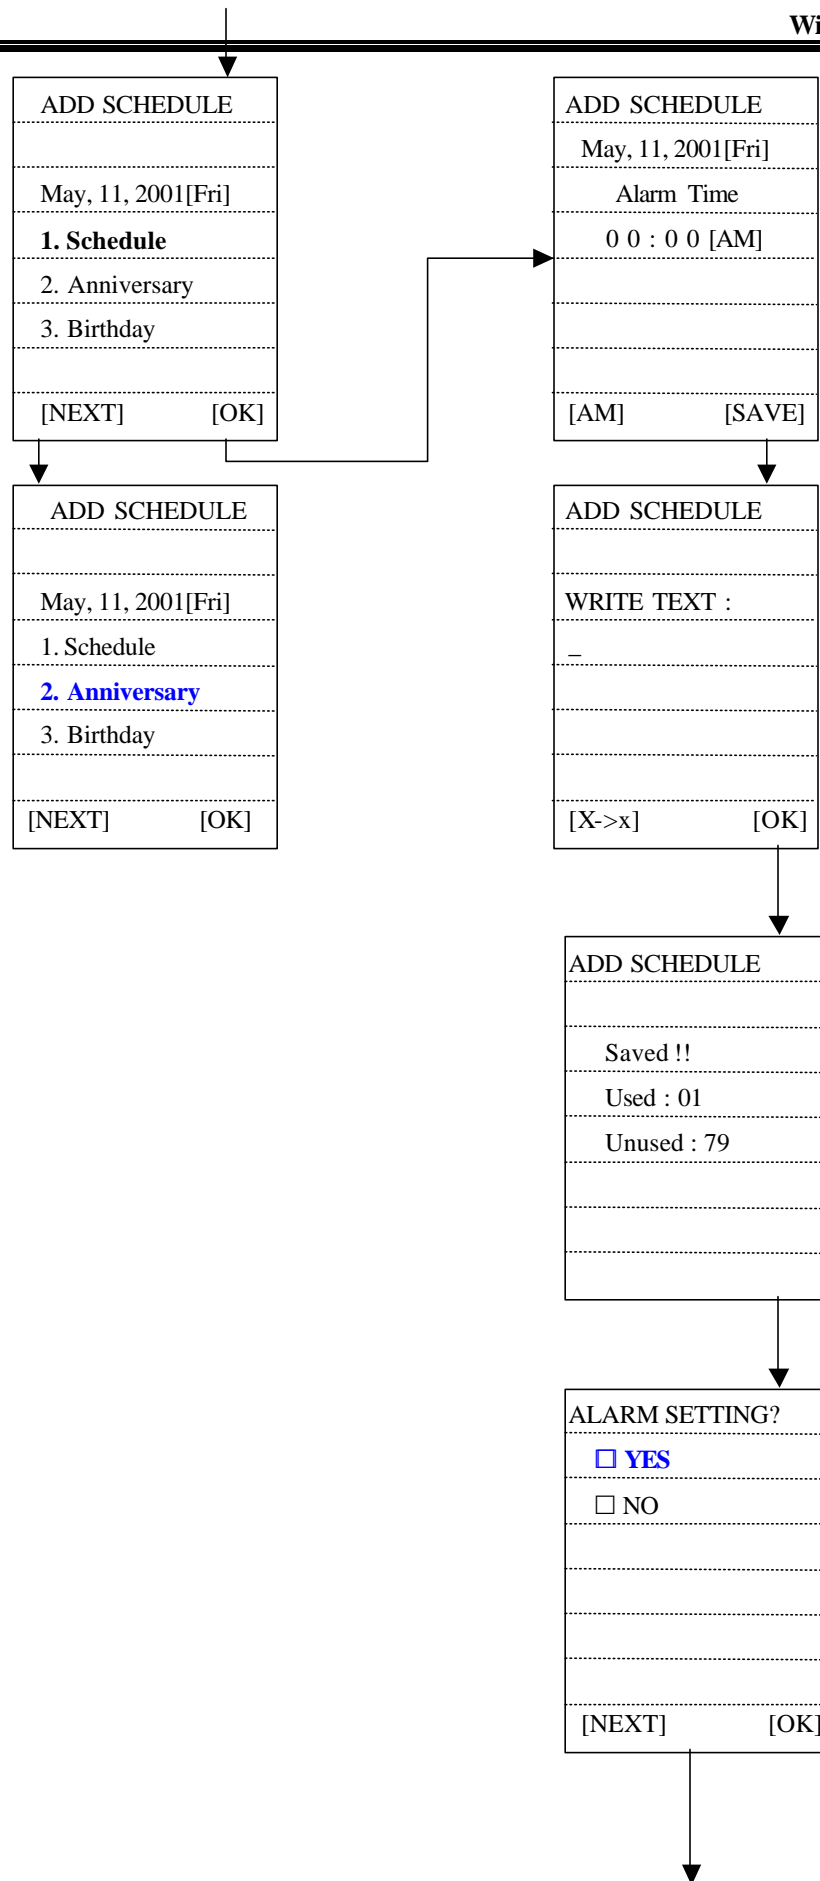 Wi
ADD SCHEDULE
May, 11, 2001[Fri]
1. Schedule
2. Anniversary
3. Birthday
[NEXT] [OK]
ADD SCHEDULE
May, 11, 2001[Fri]
1. Schedule
2. Anniversary
3. Birthday
[NEXT] [OK]
ADD SCHEDULE
May, 11, 2001[Fri]
Alarm Time
0 0 : 0 0 [AM]
[AM] [SAVE]
ADD SCHEDULE
WRITE TEXT :
_
[X->x] [OK]
ADD SCHEDULE
Saved !!
Used : 01
Unused : 79
ALARM SETTING?
☐ YES
☐ NO
[NEXT] [OK]